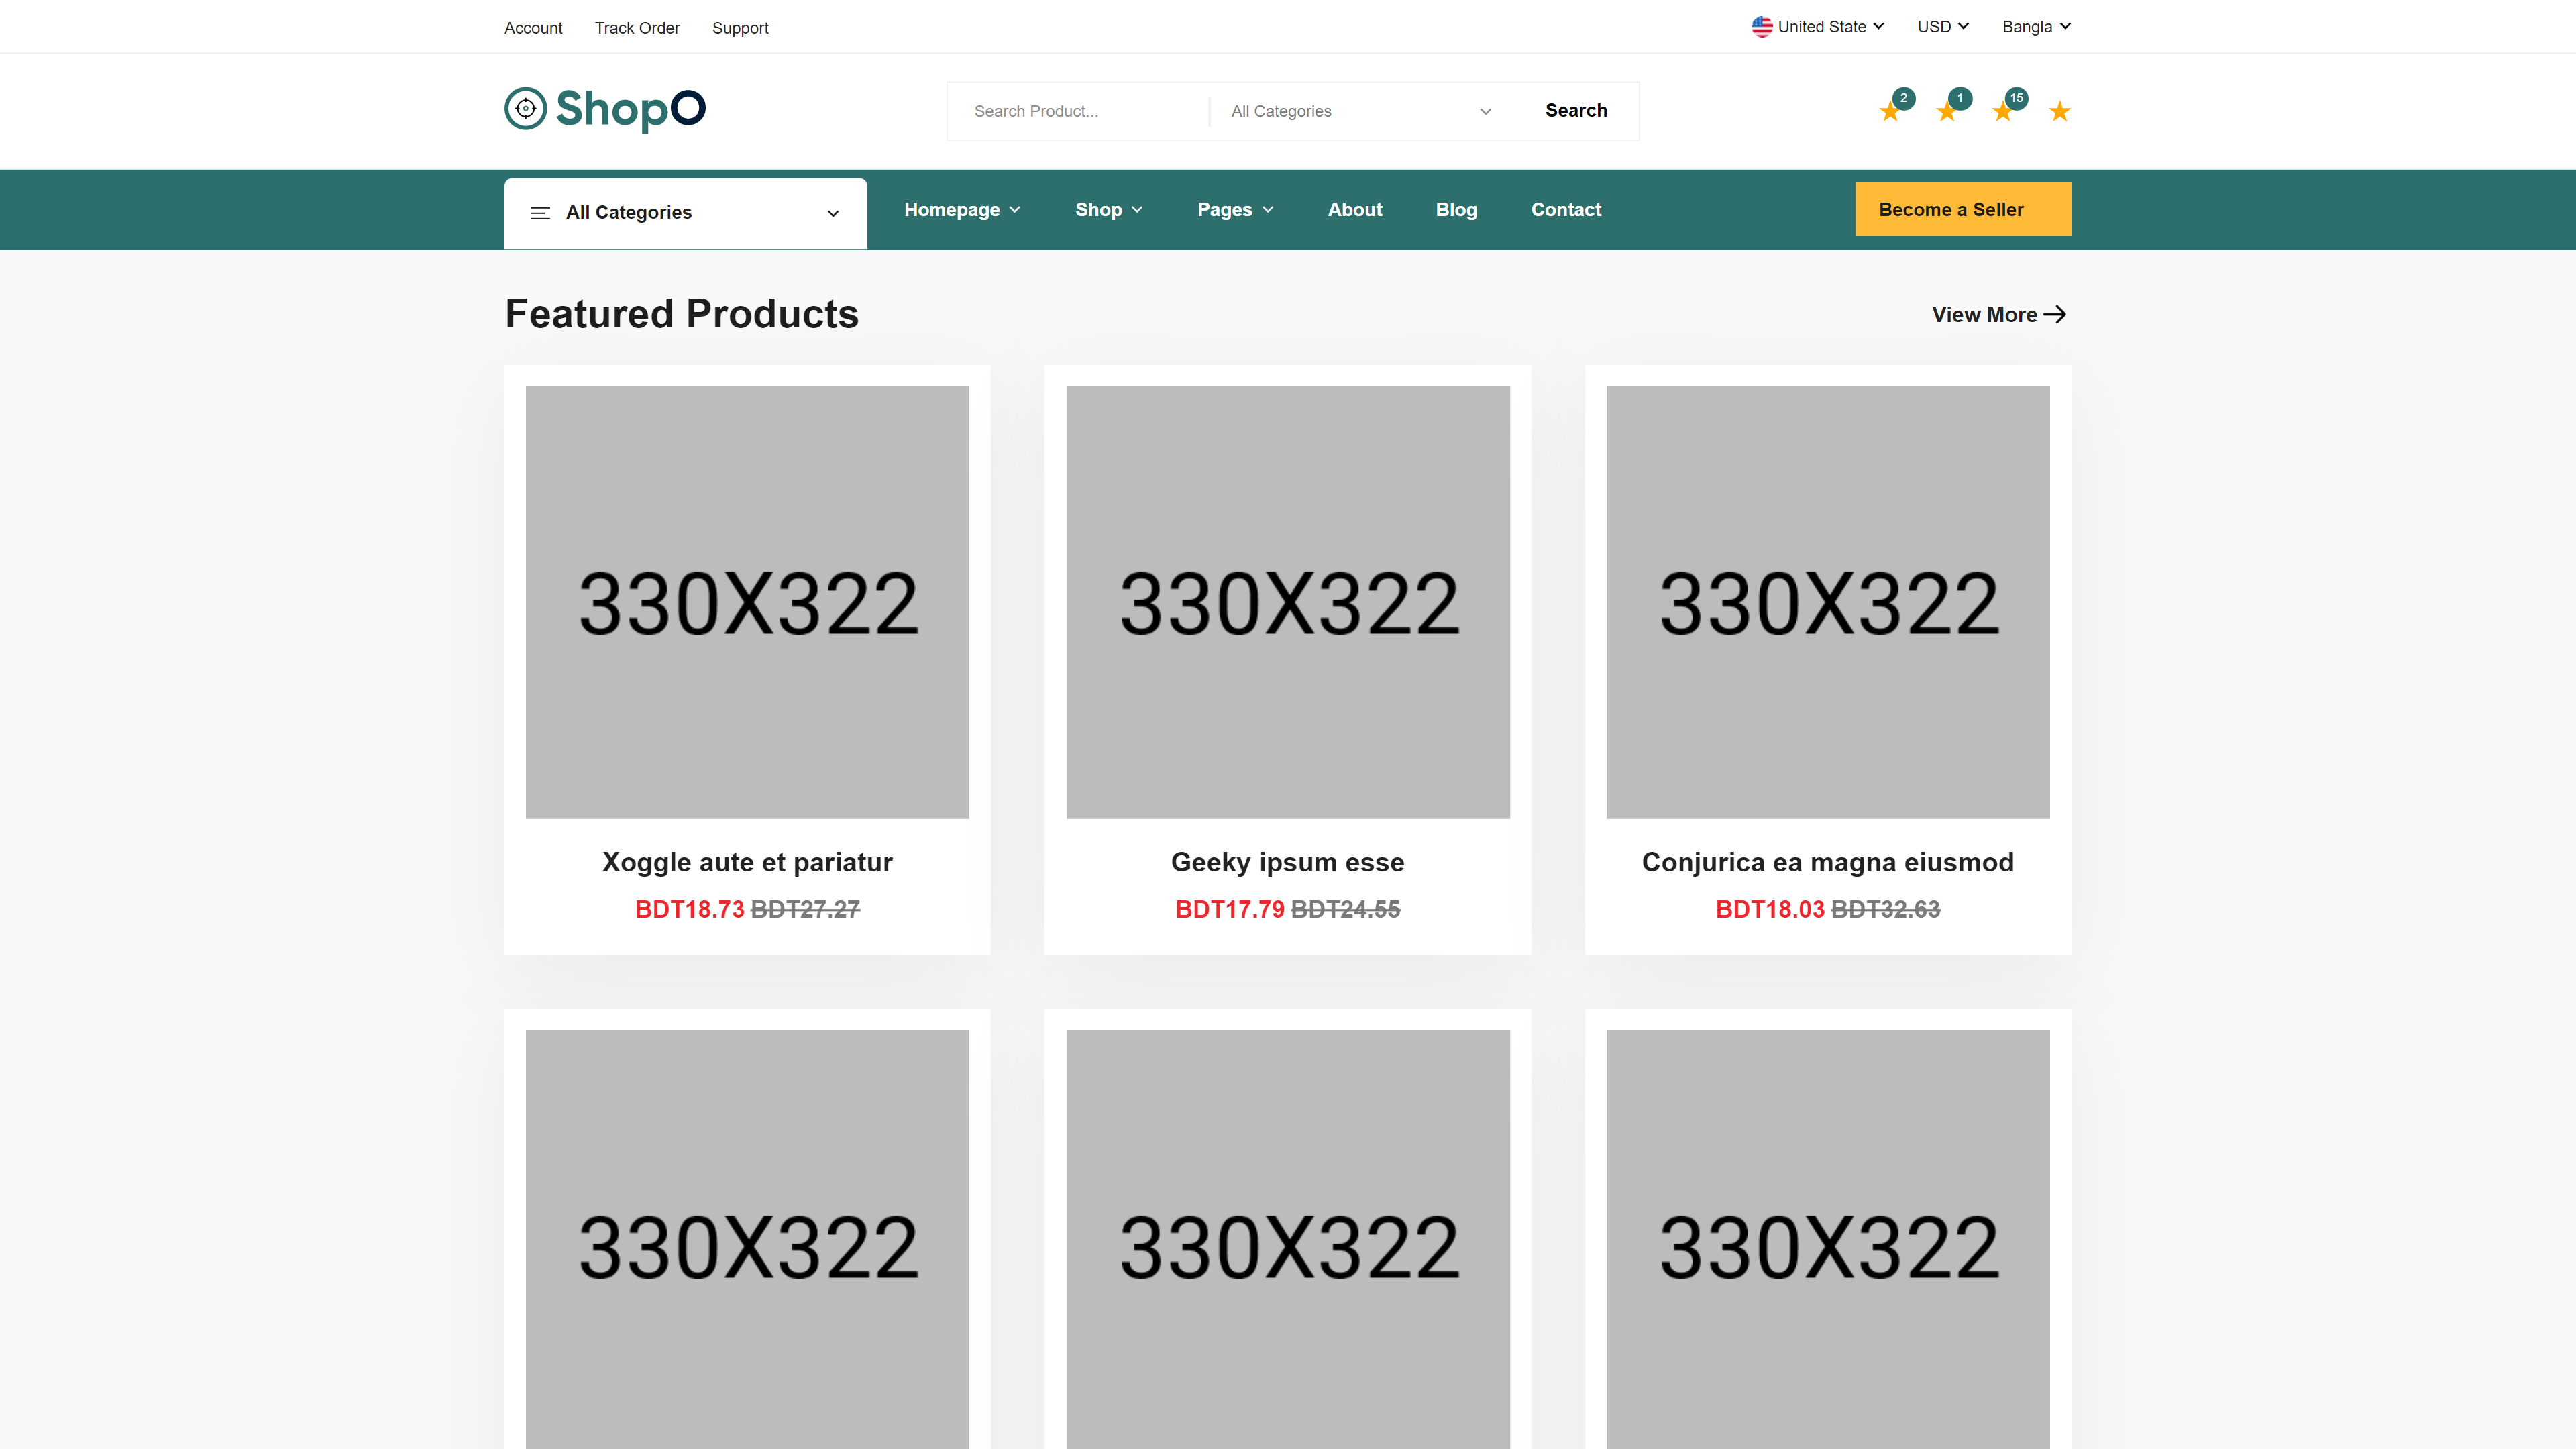 Account Track Order Support United State USD Bangla
ShopO Search Product... All Categories Search 2 1 15
All Categories Homepage Shop Pages About Blog Contact Become a Seller
Featured Products View More
330X322 330X322 330X322
Xoggle aute et pariatur Geeky ipsum esse Conjurica ea magna eiusmod
BDT18.73 BDT27.27 BDT17.79 BDT24.55 BDT18.03 BDT32.63
330X322 330X322 330X322